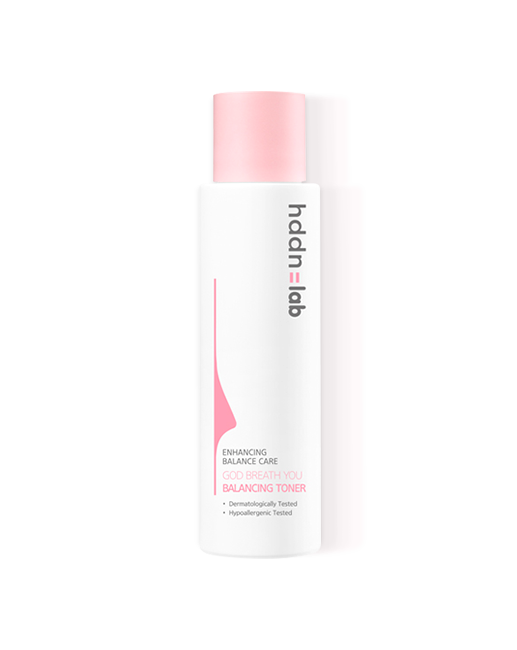 hddn=lab
ENHANCING
BALANCE CARE
GOD BREATH YOU
BALANCING TONER
• Dermatologically Tested
• Hypoallergenic Tested